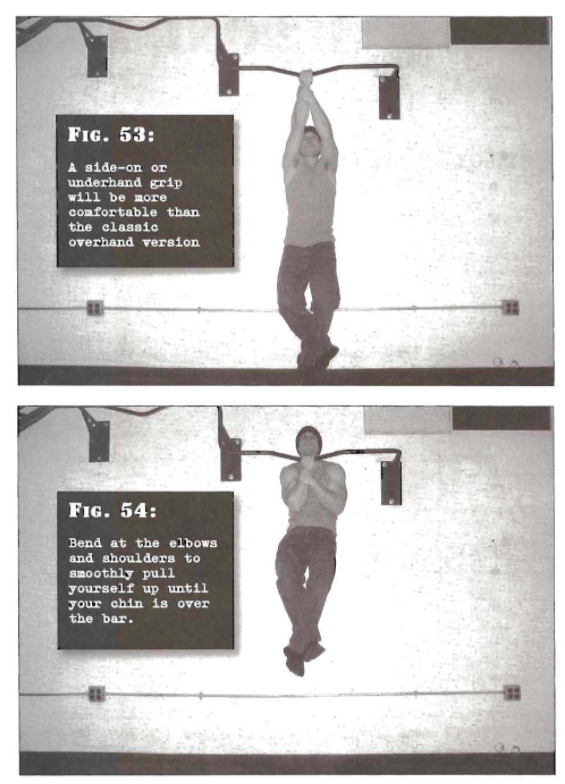 Fig. 53:
A side-on or
underhand grip
will be more
comfortable than
the classic
overhand version
Fig. 54:
Bend at the elbows
and shoulders to
smoothly pull
yourself up until
your chin is over
the bar.